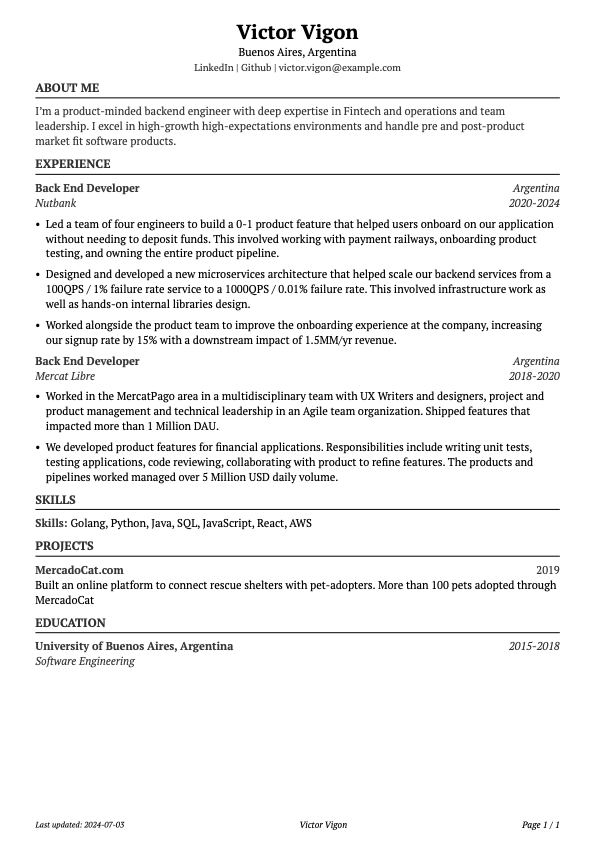 Victor Vigon
Buenos Aires, Argentina
LinkedIn | Github | victor.vigon@example.com
ABOUT ME
I'm a product-minded backend engineer with deep expertise in Fintech and operations and team
leadership. I excel in high-growth high-expectations environments and handle pre and post-product
market fit software products.
EXPERIENCE
Back End Developer Argentina
Nutbank 2020-2024
• Led a team of four engineers to build a 0-1 product feature that helped users onboard on our application
without needing to deposit funds. This involved working with payment railways, onboarding product
testing, and owning the entire product pipeline.
• Designed and developed a new microservices architecture that helped scale our backend services from a
100QPS / 1% failure rate service to a 1000QPS / 0.01% failure rate. This involved infrastructure work as
well as hands-on internal libraries design.
• Worked alongside the product team to improve the onboarding experience at the company, increasing
our signup rate by 15% with a downstream impact of 1.5MM/yr revenue.
Back End Developer Argentina
Mercat Libre 2018-2020
• Worked in the MercatPago area in a multidisciplinary team with UX Writers and designers, project and
product management and technical leadership in an Agile team organization. Shipped features that
impacted more than 1 Million DAU.
• We developed product features for financial applications. Responsibilities include writing unit tests,
testing applications, code reviewing, collaborating with product to refine features. The products and
pipelines worked managed over 5 Million USD daily volume.
SKILLS
Skills: Golang, Python, Java, SQL, JavaScript, React, AWS
PROJECTS
MercadoCat.com 2019
Built an online platform to connect rescue shelters with pet-adopters. More than 100 pets adopted through
MercadoCat
EDUCATION
University of Buenos Aires, Argentina 2015-2018
Software Engineering
Last updated: 2024-07-03 Victor Vigon Page 1 / 1